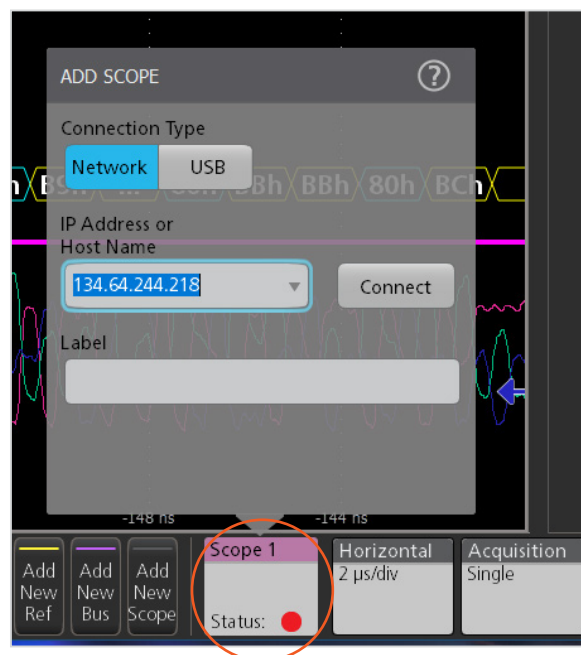 ADD SCOPE
?
Connection Type
Network
USB
BBh
80h
BCh
IP Address or
Host Name
134.64.244.218
Connect
Label
-148 ns
-144 ns
Add
New
Ref
Add
New
Bus
Add
New
Scope
Scope 1
Status:
Horizontal
2 µs/div
Acquisition
Single